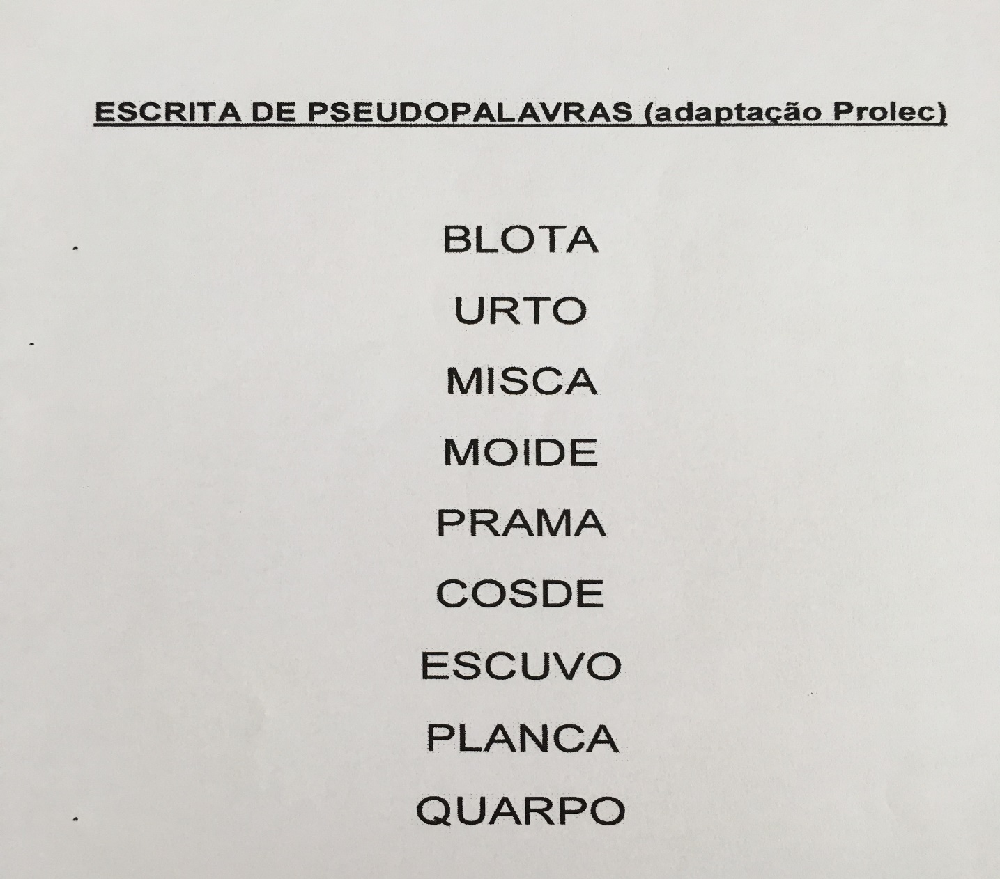 ESCRITA DE PSEUDOPALAVRAS (adaptação Prolec)
BLOTA
URTO
MISCA
MOIDE
PRAMA
COSDE
ESCUVO
PLANCA
QUARPO